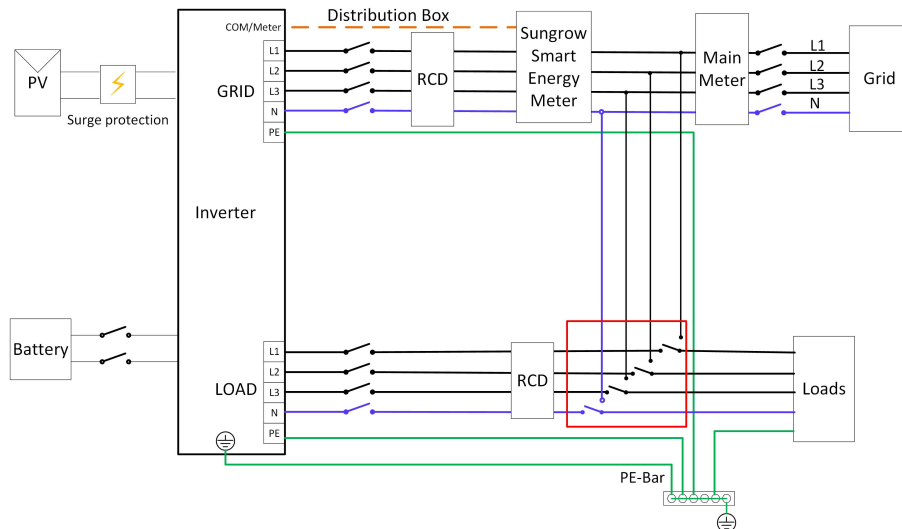 Distribution Box
COM/Meter
Sungrow
Smart
Energy
Meter
Main
Meter
L1
L2
L3
N
Grid
PV
Surge protection
GRID
L1
L2
L3
N
PE
RCD
Inverter
Battery
LOAD
L1
L2
L3
N
PE
RCD
Loads
PE-Bar